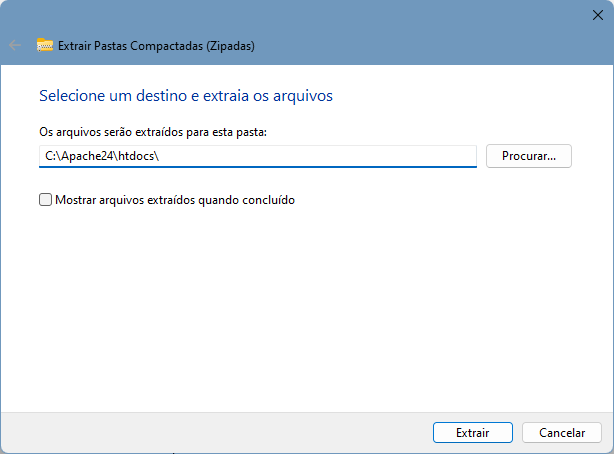 Extrair Pastas Compactadas (Zipadas)
Selecione um destino e extraia os arquivos
Os arquivos serão extraídos para esta pasta:
C:\Apache24\htdocs\
Procurar...
Mostrar arquivos extraídos quando concluído
Extrair
Cancelar